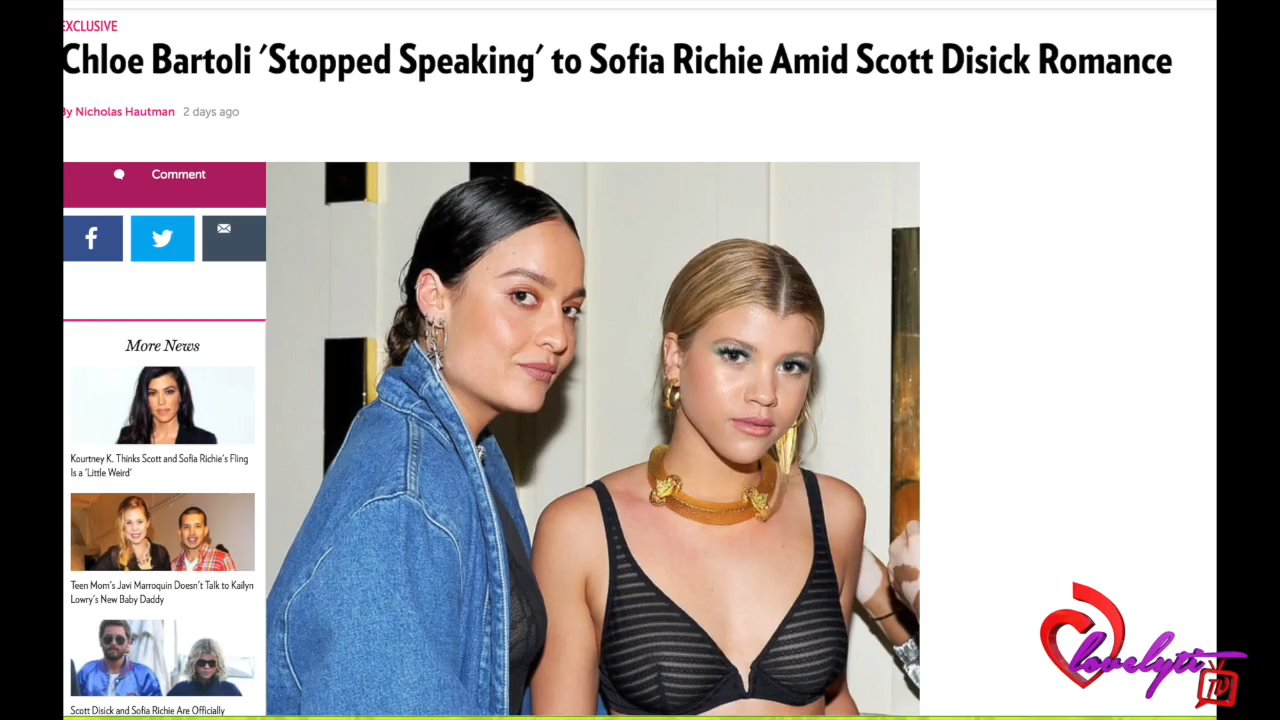 EXCLUSIVE
Chloe Bartoli 'Stopped Speaking' to Sofia Richie Amid Scott Disick Romance
By Nicholas Hautman 2 days ago
Comment
More News
Kourtney K. Thinks Scott and Sofia Richie's Fling
Is a 'Little Weird'
Teen Mom's Javi Marroquin Doesn't Talk to Kailyn
Lowry's New Baby Daddy
Scott Disick and Sofia Richie Are Officially
lovelyti
TV